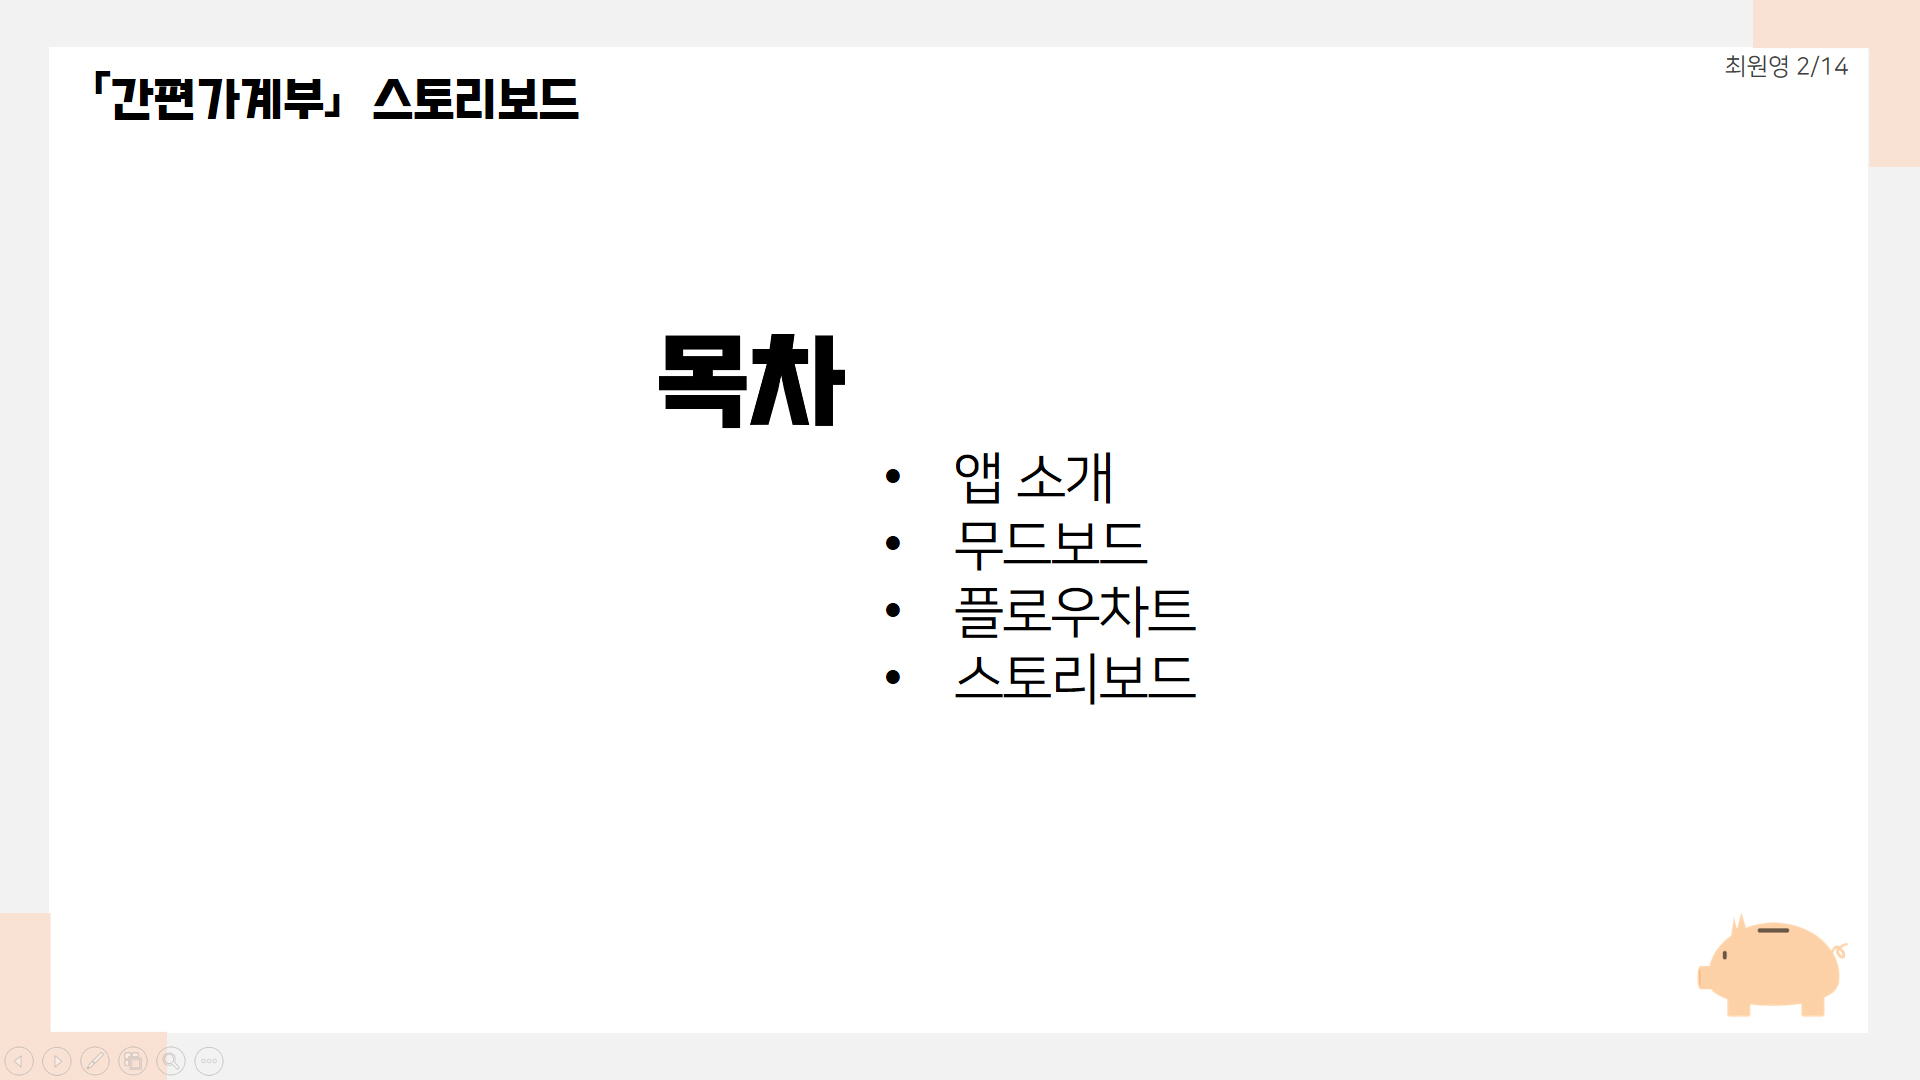 「간편가계부」 스토리보드
최원영 2/14
목차
• 앱 소개
• 무드보드
• 플로우차트
• 스토리보드